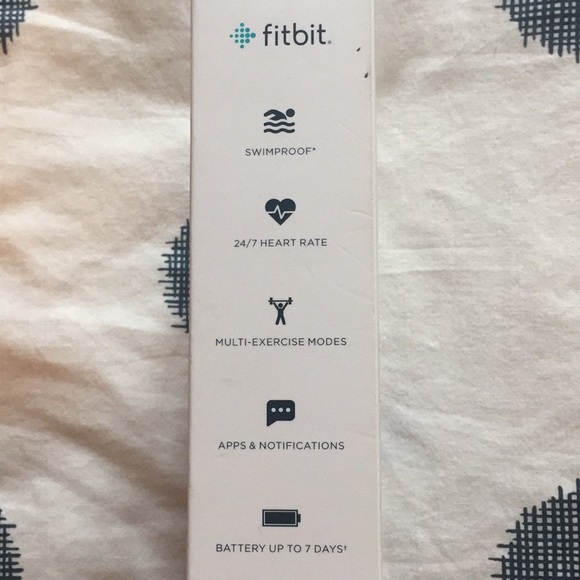 fitbit.
SWIMPROOF*
24/7 HEART RATE
MULTI-EXERCISE MODES
APPS & NOTIFICATIONS
BATTERY UP TO 7 DAYS†